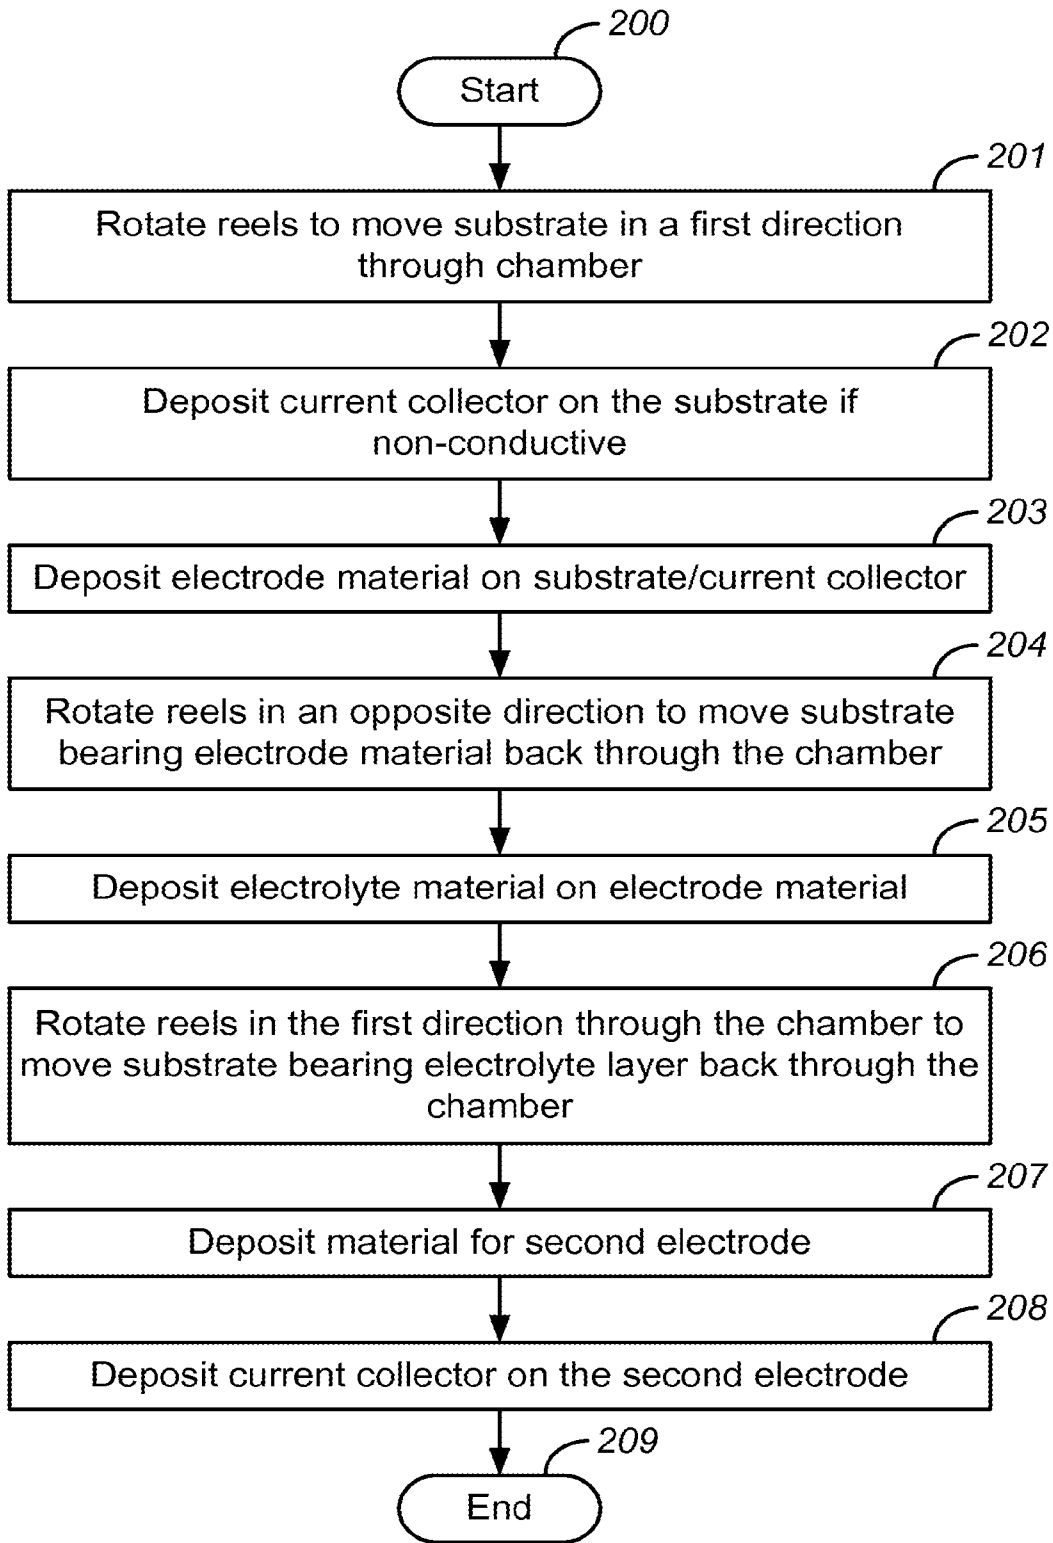 200
Start
201
Rotate reels to move substrate in a first direction
through chamber
202
Deposit current collector on the substrate if
non-conductive
203
Deposit electrode material on substrate/current collector
204
Rotate reels in an opposite direction to move substrate
bearing electrode material back through the chamber
205
Deposit electrolyte material on electrode material
206
Rotate reels in the first direction through the chamber to
move substrate bearing electrolyte layer back through the
chamber
207
Deposit material for second electrode
208
Deposit current collector on the second electrode
209
End